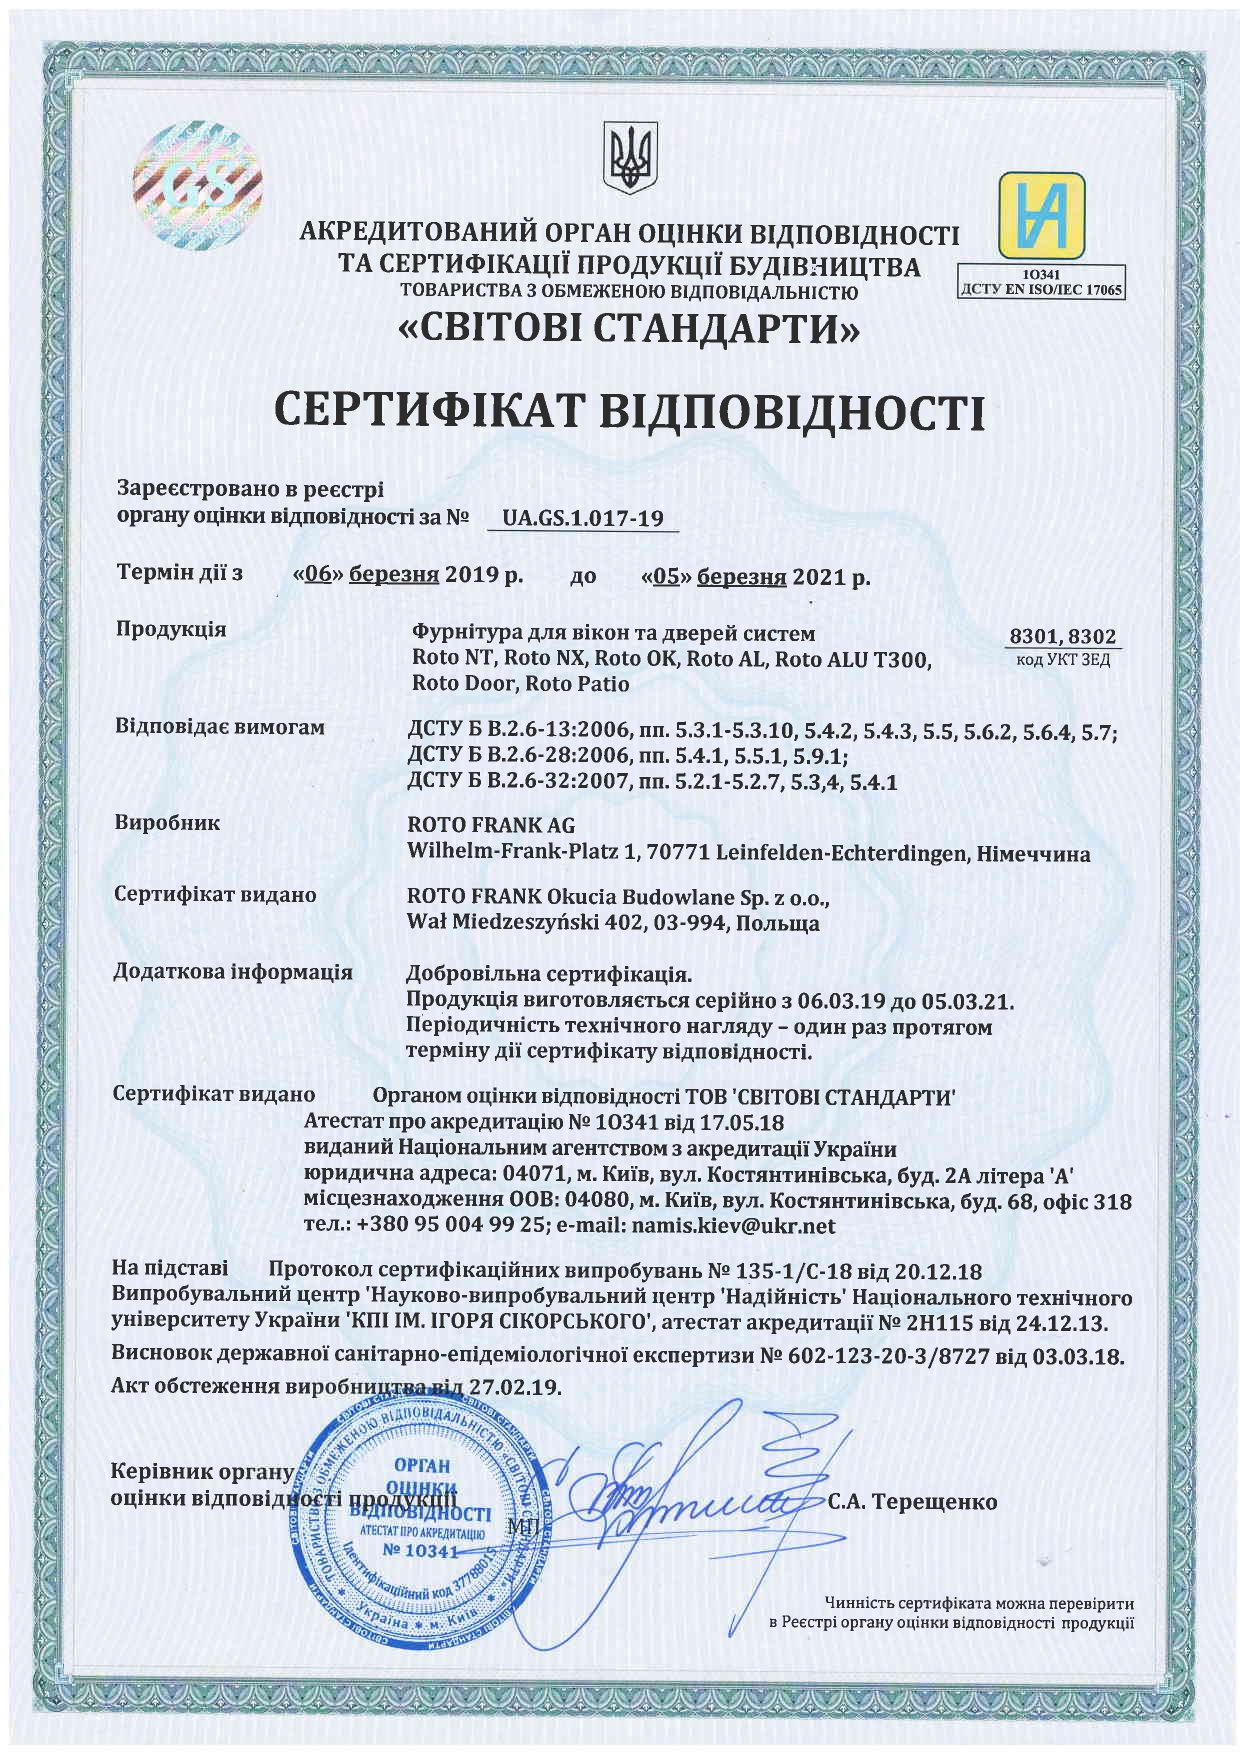 GS
АКРЕДИТОВАНИЙ ОРГАН ОЦІНКИ ВІДПОВІДНОСТІ
ТА СЕРТИФІКАЦІЇ ПРОДУКЦІЇ БУДІВНИЦТВА
ТОВАРИСТВА З ОБМЕЖЕНОЮ ВІДПОВІДАЛЬНІСТЮ
«СВІТОВІ СТАНДАРТИ»
1О341
ДСТУ EN ISO/IEC 17065
СЕРТИФІКАТ ВІДПОВІДНОСТІ
Зареєстровано в реєстрі
органу оцінки відповідності за № UA.GS.1.017-19
Термін дії з «06» березня 2019 р. до «05» березня 2021 р.
Продукція Фурнітура для вікон та дверей систем 8301, 8302
Roto NT, Roto NX, Roto OK, Roto AL, Roto ALU T300, код УКТ ЗЕД
Roto Door, Roto Patio
Відповідає вимогам ДСТУ Б В.2.6-13:2006, пп. 5.3.1-5.3.10, 5.4.2, 5.4.3, 5.5, 5.6.2, 5.6.4, 5.7;
ДСТУ Б В.2.6-28:2006, пп. 5.4.1, 5.5.1, 5.9.1;
ДСТУ Б В.2.6-32:2007, пп. 5.2.1-5.2.7, 5.3,4, 5.4.1
Виробник ROTO FRANK AG
Wilhelm-Frank-Platz 1, 70771 Leinfelden-Echterdingen, Німеччина
Сертифікат видано ROTO FRANK Okucia Budowlane Sp. z o.o.,
Wał Miedzeszyński 402, 03-994, Польща
Додаткова інформація Добровільна сертифікація.
Продукція виготовляється серійно з 06.03.19 до 05.03.21.
Періодичність технічного нагляду – один раз протягом
терміну дії сертифікату відповідності.
Сертифікат видано Органом оцінки відповідності ТОВ 'СВІТОВІ СТАНДАРТИ'
Атестат про акредитацію № 1О341 від 17.05.18
виданий Національним агентством з акредитації України
юридична адреса: 04071, м. Київ, вул. Костянтинівська, буд. 2А літера 'А'
місцезнаходження ООВ: 04080, м. Київ, вул. Костянтинівська, буд. 68, офіс 318
тел.: +380 95 004 99 25; e-mail: namis.kiev@ukr.net
На підставі Протокол сертифікаційних випробувань № 135-1/С-18 від 20.12.18
Випробувальний центр 'Науково-випробувальний центр 'Надійність' Національного технічного
університету України 'КПІ ІМ. ІГОРЯ СІКОРСЬКОГО', атестат акредитації № 2Н115 від 24.12.13.
Висновок державної санітарно-епідеміологічної експертизи № 602-123-20-3/8727 від 03.03.18.
Акт обстеження виробництва від 27.02.19.
Керівник органу
оцінки відповідності продукції
МП
С.А. Терещенко
ТОВАРИСТВО З ОБМЕЖЕНОЮ ВІДПОВІДАЛЬНІСТЮ «СВІТОВІ СТАНДАРТИ»
ОРГАН
ОЦІНКИ
ВІДПОВІДНОСТІ
АТЕСТАТ ПРО АКРЕДИТАЦІЮ
№ 1О341
Ідентифікаційний код 37788015
Україна * м. Київ
Чинність сертифіката можна перевірити
в Реєстрі органу оцінки відповідності продукції